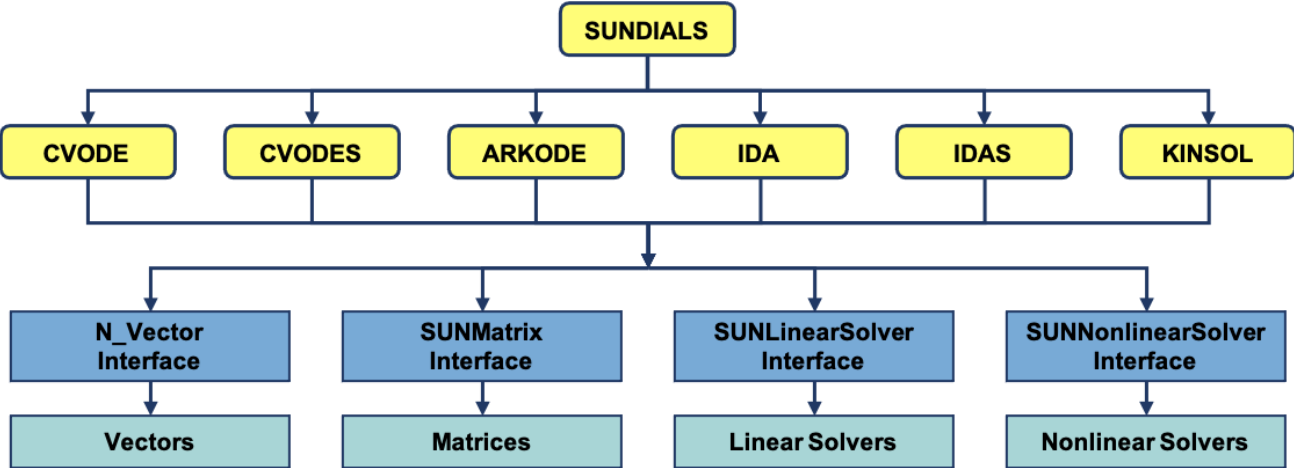 SUNDIALS
CVODE
CVODES
ARKODE
IDA
IDAS
KINSOL
N_Vector
Interface
SUNMatrix
Interface
SUNLinearSolver
Interface
SUNNonlinearSolver
Interface
Vectors
Matrices
Linear Solvers
Nonlinear Solvers